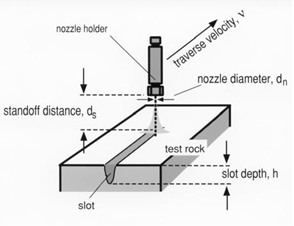 nozzle holder
traverse velocity, v
nozzle diameter, dn
standoff distance, ds
test rock
slot depth, h
slot